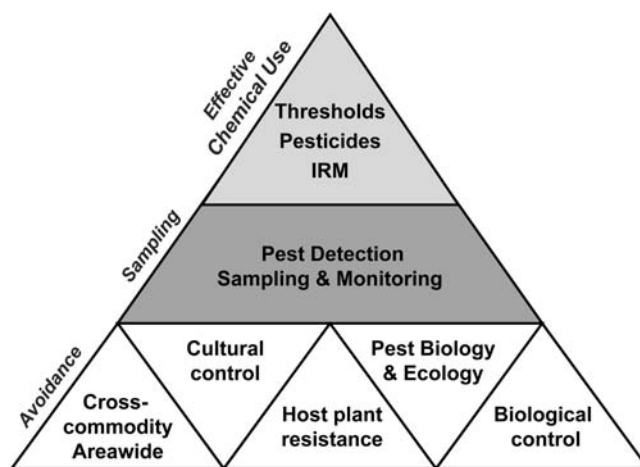 Effective
Chemical Use
Thresholds
Pesticides
IRM
Sampling
Pest Detection
Sampling & Monitoring
Avoidance
Cultural
control
Pest Biology
& Ecology
Cross-
commodity
Areawide
Host plant
resistance
Biological
control